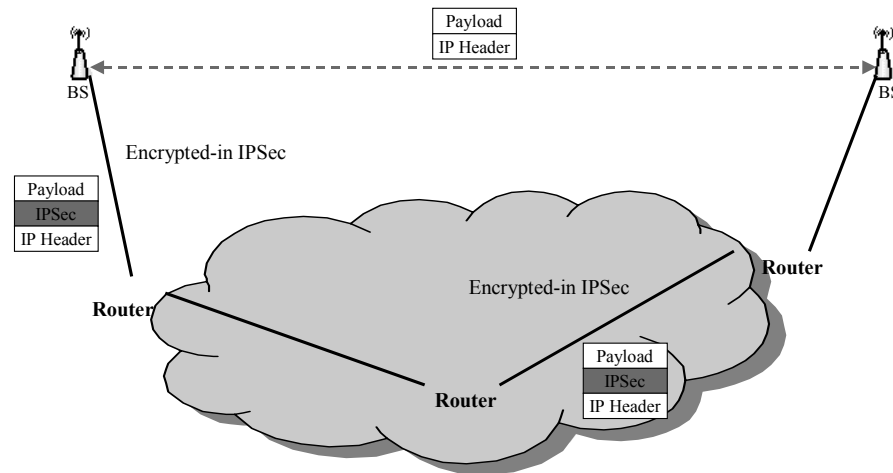 Payload
IP Header
BS
BS
Encrypted-in IPSec
Payload
IPSec
IP Header
Router
Encrypted-in IPSec
Router
Payload
IPSec
IP Header
Router